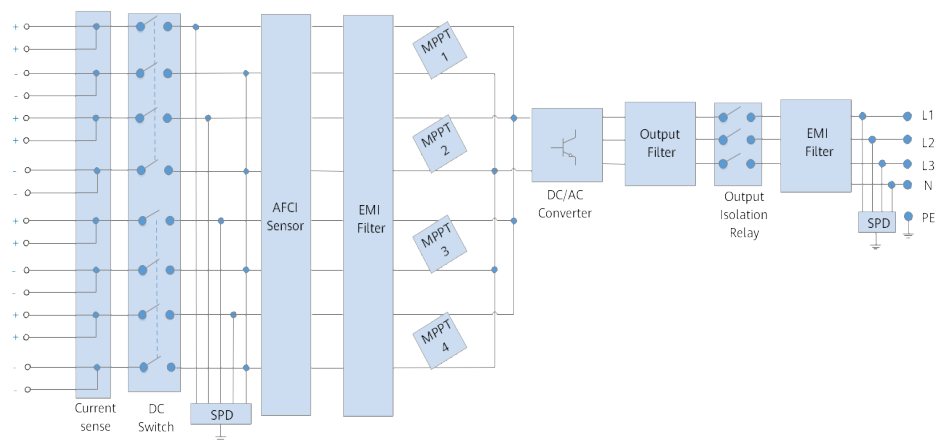 +
+
-
-
+
+
-
-
+
+
-
-
+
+
-
-
Current
sense
DC
Switch
SPD
AFCI
Sensor
EMI
Filter
MPPT
1
MPPT
2
MPPT
3
MPPT
4
DC/AC
Converter
Output
Filter
Output
Isolation
Relay
EMI
Filter
SPD
L1
L2
L3
N
PE